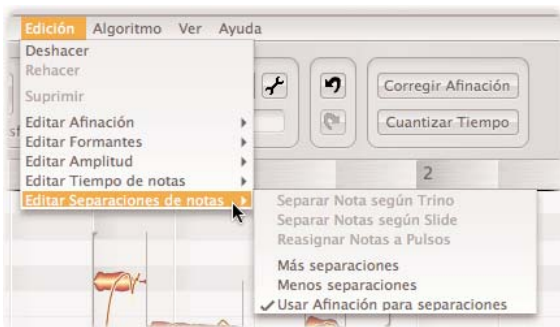 Edición Algoritmo Ver Ayuda
Deshacer
Rehacer
Suprimir
Editar Afinación
Editar Formantes
Editar Amplitud
Editar Tiempo de notas
Editar Separaciones de notas
Corregir Afinación
Cuantizar Tiempo
2
Separar Nota según Trino
Separar Notas según Slide
Reasignar Notas a Pulsos
Más separaciones
Menos separaciones
Usar Afinación para separaciones